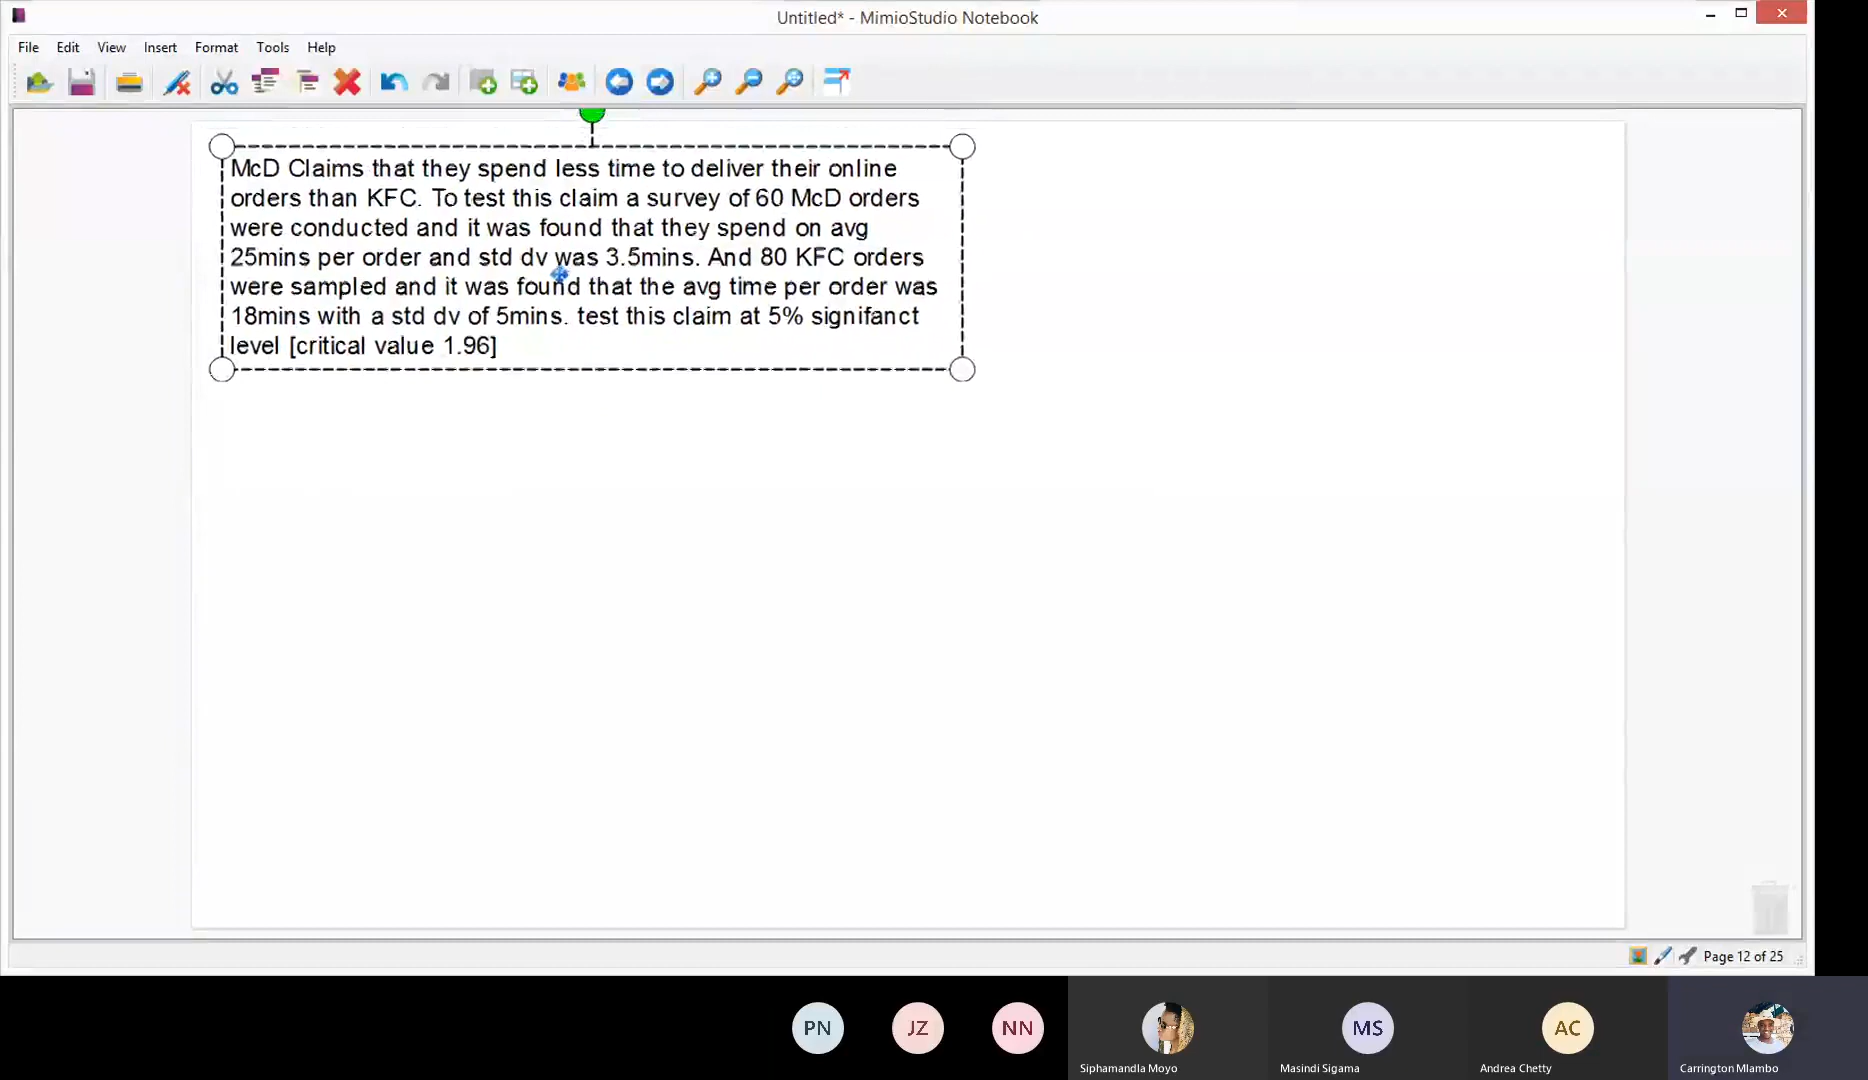 Untitled* - MimioStudio Notebook
File Edit View Insert Format Tools Help
McD Claims that they spend less time to deliver their online
orders than KFC. To test this claim a survey of 60 McD orders
were conducted and it was found that they spend on avg
25mins per order and std dv was 3.5mins. And 80 KFC orders
were sampled and it was found that the avg time per order was
18mins with a std dv of 5mins. test this claim at 5% signifanct
level [critical value 1.96]
Page 12 of 25
PN JZ NN MS AC
Siphamandla Moyo Masindi Sigama Andrea Chetty Carrington Mlambo